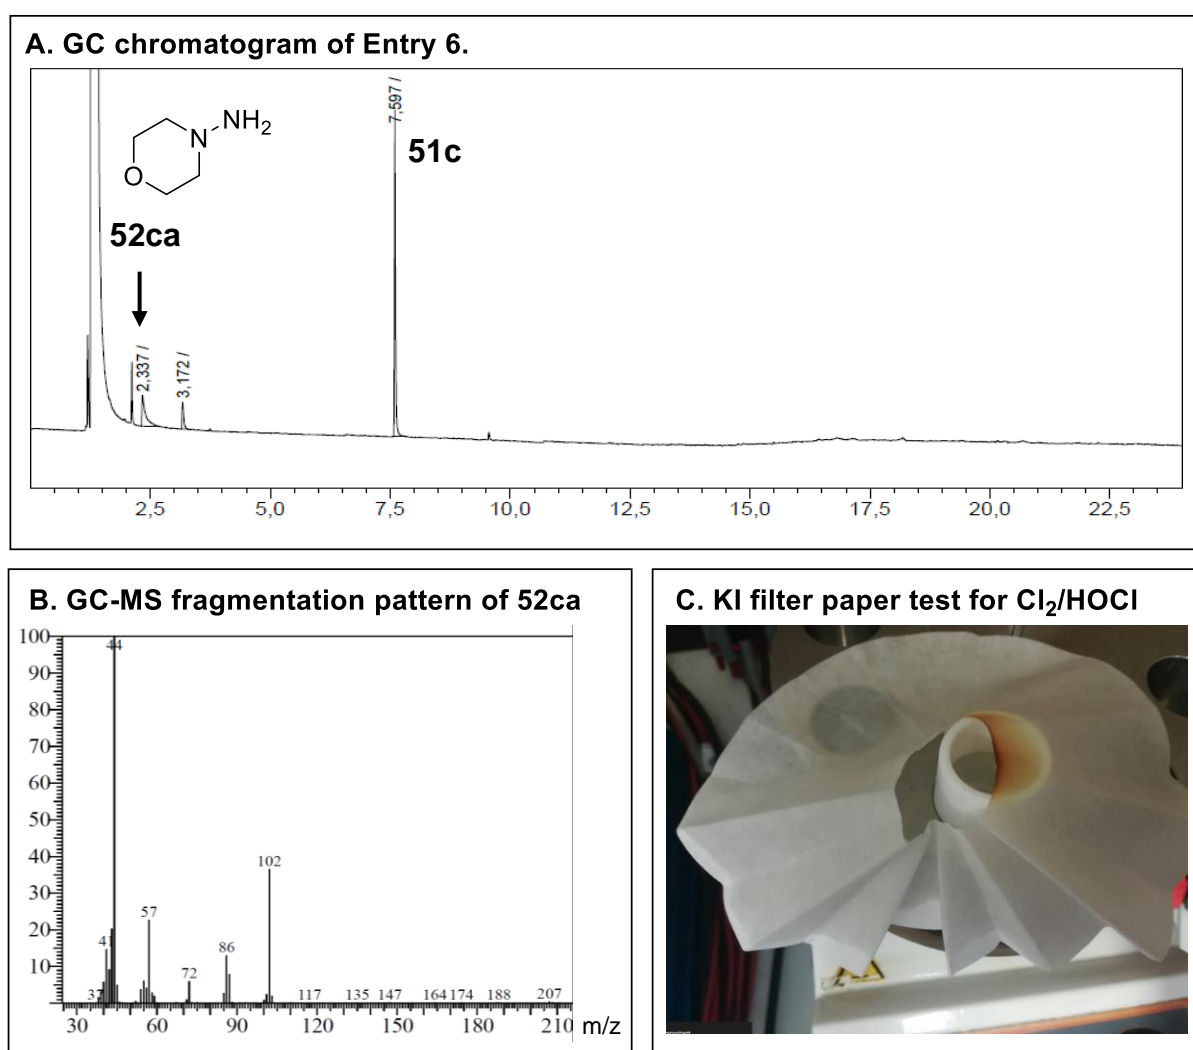 A. GC chromatogram of Entry 6.
7,597 /
NH2
N
O
51c
52ca
2,337 /
3,172 /
2,5 5,0 7,5 10,0 12,5 15,0 17,5 20,0 22,5
B. GC-MS fragmentation pattern of 52ca
100
90
80
70
60
50
40
30
20
10
44
102
57
41
86
72
37 117 135 147 164 174 188 207
30 60 90 120 150 180 210 m/z
C. KI filter paper test for Cl2/HOCl